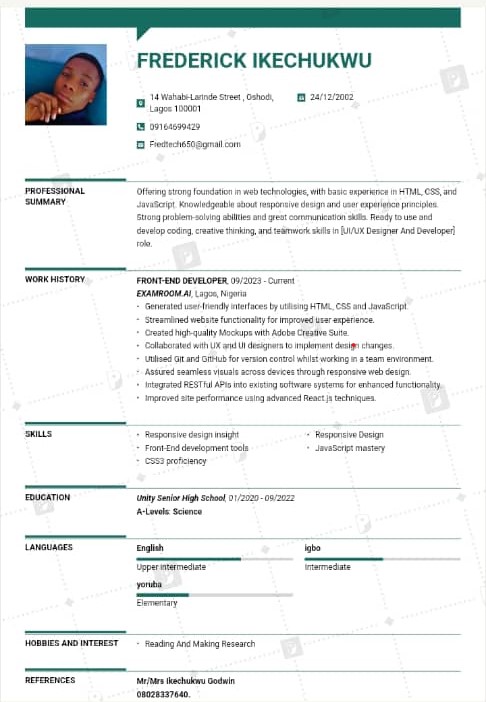 FREDERICK IKECHUKWU
14 Wahabi-Larinde Street , Oshodi,
Lagos 100001
24/12/2002
09164699429
Fredtech650@gmail.com
PROFESSIONAL
SUMMARY
Offering strong foundation in web technologies, with basic experience in HTML, CSS, and
JavaScript. Knowledgeable about responsive design and user experience principles.
Strong problem-solving abilities and great communication skills. Ready to use and
develop coding, creative thinking, and teamwork skills in [UI/UX Designer And Developer]
role.
WORK HISTORY
FRONT-END DEVELOPER, 09/2023 - Current
EXAMROOM.AI, Lagos, Nigeria
• Generated user-friendly interfaces by utilising HTML, CSS and JavaScript.
• Streamlined website functionality for improved user experience.
• Created high-quality Mockups with Adobe Creative Suite.
• Collaborated with UX and UI designers to implement design changes.
• Utilised Git and GitHub for version control whilst working in a team environment.
• Assured seamless visuals across devices through responsive web design.
• Integrated RESTful APIs into existing software systems for enhanced functionality.
• Improved site performance using advanced React.js techniques.
SKILLS
• Responsive design insight
• Front-End development tools
• CSS3 proficiency
• Responsive Design
• JavaScript mastery
EDUCATION
Unity Senior High School, 01/2020 - 09/2022
A-Levels: Science
LANGUAGES
English
Upper intermediate
igbo
Intermediate
yoruba
Elementary
HOBBIES AND INTEREST
• Reading And Making Research
REFERENCES
Mr/Mrs Ikechukwu Godwin
08028337640.